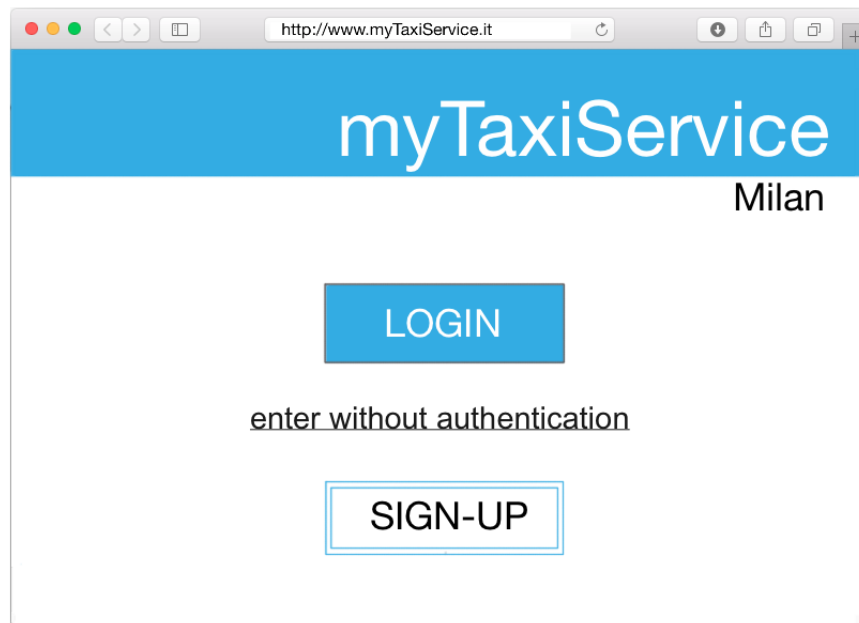 http://www.myTaxiService.it
myTaxiService
Milan
LOGIN
enter without authentication
SIGN-UP